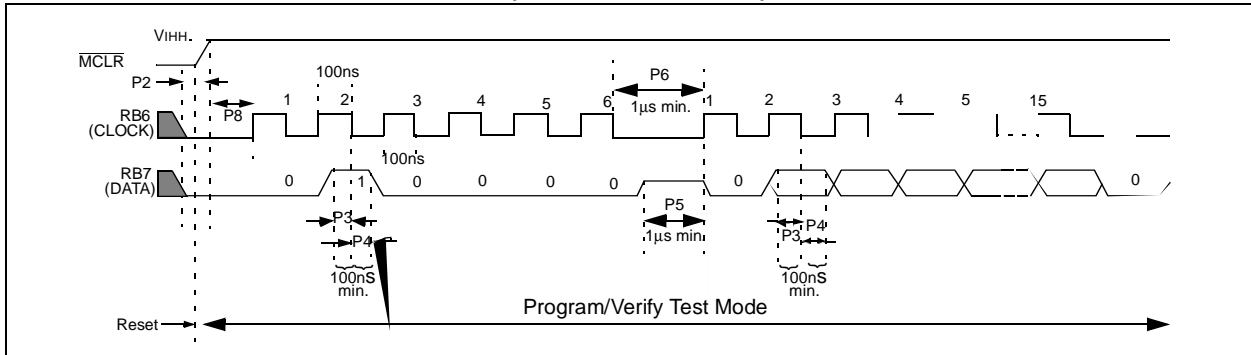 VIHH
MCLR
P2
100ns
P6
P8
1 2 3 4 5 6
1µs min.
1 2 3 4 5 15
RB6
(CLOCK)
100ns
RB7
(DATA)
0 1 0 0 0 0
0
0
P5
1µs min.
P3
P4
P3
P4
100ns
min.
100ns
min.
Reset
Program/Verify Test Mode